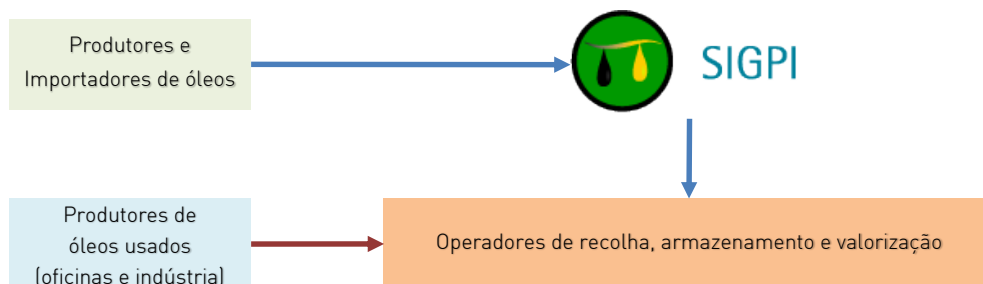 Produtores e
Importadores de óleos
SIGPI
Produtores de
óleos usados
(oficinas e indústria)
Operadores de recolha, armazenamento e valorização